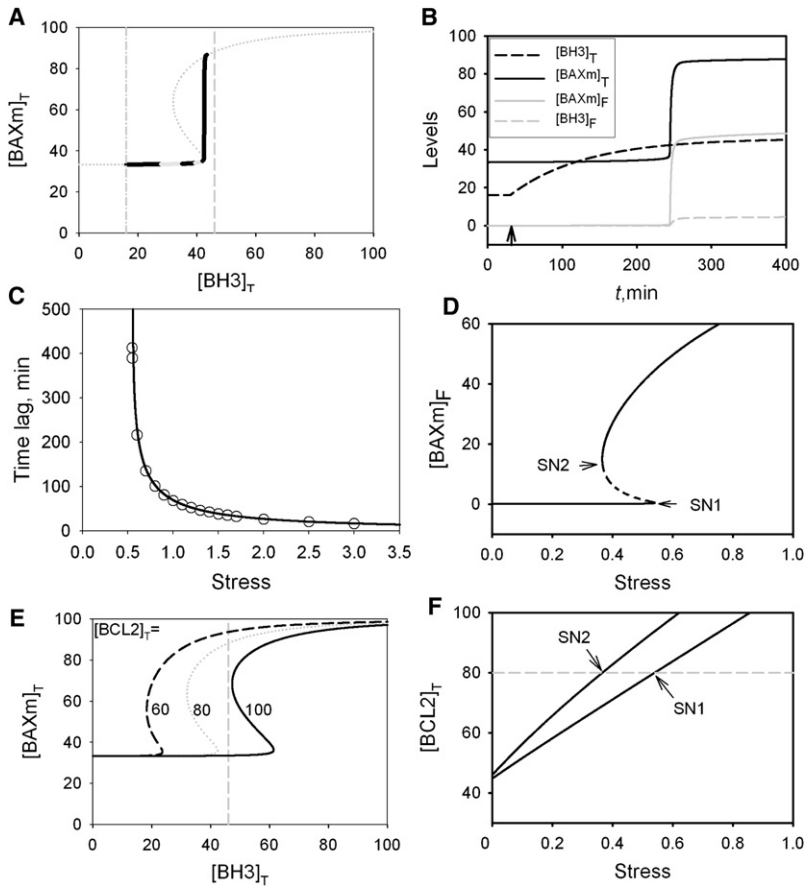 A
100
80
60
40
20
0
[BAXm]T
0 20 40 60 80 100
[BH3]T
B
100
80
60
40
20
0
Levels
[BH3]T
[BAXm]T
[BAXm]F
[BH3]F
0 100 200 300 400
t,min
C
500
400
300
200
100
0
Time lag, min
0.0 0.5 1.0 1.5 2.0 2.5 3.0 3.5
Stress
D
60
40
20
0
[BAXm]F
SN2
SN1
0.0 0.2 0.4 0.6 0.8 1.0
Stress
E
100
80
60
40
20
0
[BAXm]T
[BCL2]T=
60 80 100
0 20 40 60 80 100
[BH3]T
F
100
80
60
40
[BCL2]T
SN2
SN1
0.0 0.2 0.4 0.6 0.8 1.0
Stress